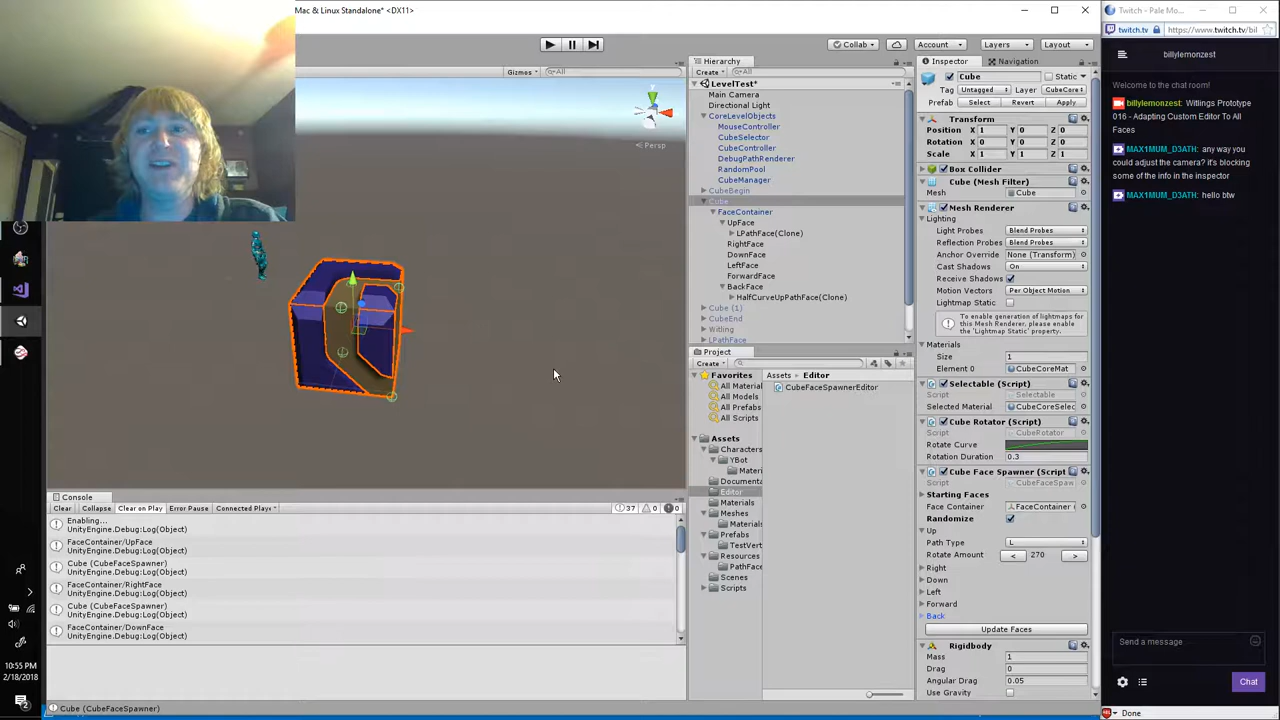 Mac & Linux Standalone* <DX11>
Collab
Account
Layers
Layout
Gizmos
All
Persp
Hierarchy
Create
All
LevelTest*
Main Camera
Directional Light
CoreLevelObjects
MouseController
CubeSelector
CubeController
DebugPathRenderer
RandomPool
CubeManager
CubeBegin
Cube
FaceContainer
UpFace
LPathFace(Clone)
RightFace
DownFace
LeftFace
ForwardFace
BackFace
HalfCurveUpPathFace(Clone)
Cube (1)
CubeEnd
Witling
LPathFace
Project
Create
Favorites
All Material
All Models
All Prefabs
All Scripts
Assets
Characters
YBot
Materi
Documenta
Editor
Materials
Meshes
Materials
Prefabs
TestVert
Resources
PathFace
Scenes
Scripts
Assets
Editor
CubeFaceSpawnerEditor
Console
Clear
Collapse
Clear on Play
Error Pause
Connected Playe
37
0
0
Enabling...
UnityEngine.Debug:Log(Object)
FaceContainer/UpFace
UnityEngine.Debug:Log(Object)
Cube (CubeFaceSpawner)
UnityEngine.Debug:Log(Object)
FaceContainer/RightFace
UnityEngine.Debug:Log(Object)
Cube (CubeFaceSpawner)
UnityEngine.Debug:Log(Object)
FaceContainer/DownFace
UnityEngine.Debug:Log(Object)
Cube (CubeFaceSpawner)
10:55 PM
2/18/2018
Inspector
Navigation
Cube
Static
Tag
Untagged
Layer
CubeCore
Prefab
Select
Revert
Apply
Transform
Position X 1 Y 0 Z 0
Rotation X 0 Y 0 Z 0
Scale X 1 Y 1 Z 1
Box Collider
Cube (Mesh Filter)
Mesh
Cube
Mesh Renderer
Lighting
Light Probes
Blend Probes
Reflection Probes
Blend Probes
Anchor Override
None (Transform)
Cast Shadows
On
Receive Shadows
Motion Vectors
Per Object Motion
Lightmap Static
To enable generation of lightmaps for
this Mesh Renderer, please enable
the 'Lightmap Static' property.
Materials
Size
1
Element 0
CubeCoreMat
Selectable (Script)
Script
Selectable
Selected Material
CubeCoreSelec
Cube Rotator (Script)
Script
CubeRotator
Rotate Curve
Rotation Duration
0.3
Cube Face Spawner (Script
Script
CubeFaceSpaw
Starting Faces
Face Container
FaceContainer
Randomize
Up
Path Type
L
Rotate Amount
<
270
>
Right
Down
Left
Forward
Back
Update Faces
Rigidbody
Mass
1
Drag
0
Angular Drag
0.05
Use Gravity
Twitch - Pale Mo...
twitch.tv
https://www.twitch.tv/bil
billylemonzest
Welcome to the chat room!
billylemonzest: Witlings Prototype
016 - Adapting Custom Editor To All
Faces
MAX1MUM_D3ATH: any way you
could adjust the camera? it's blocking
some of the info in the inspector
MAX1MUM_D3ATH: hello btw
Send a message
Chat
Done